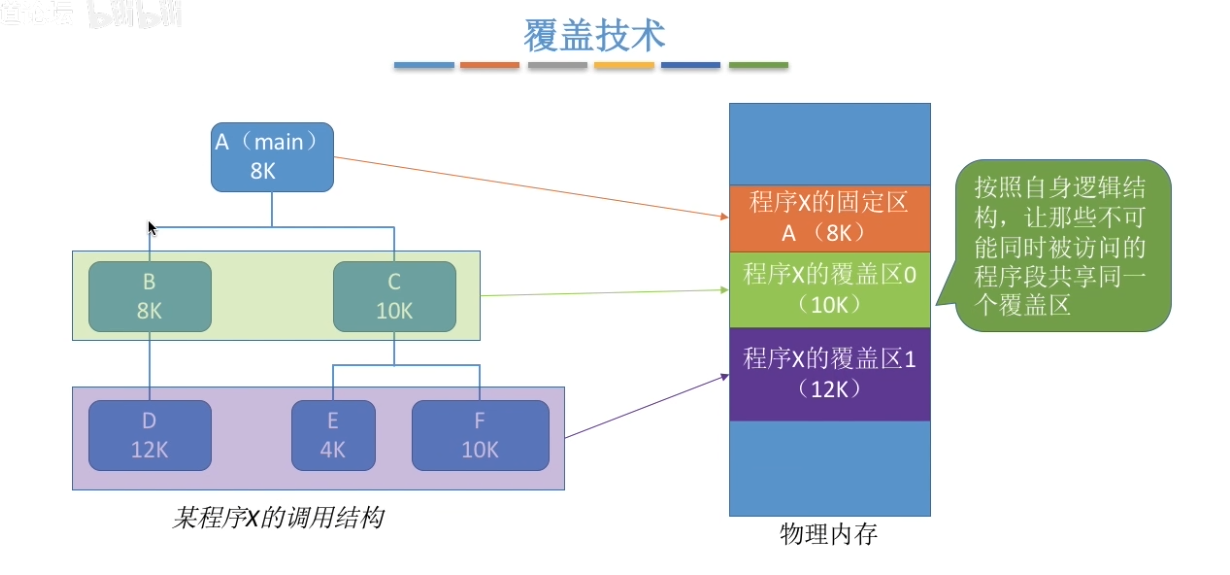 覆盖技术
A（main）
8K
B
8K
C
10K
D
12K
E
4K
F
10K
某程序X的调用结构
程序X的固定区
A （8K）
程序X的覆盖区0
（10K）
程序X的覆盖区1
（12K）
物理内存
按照自身逻辑结
构，让那些不可
能同时被访问的
程序段共享同一
个覆盖区